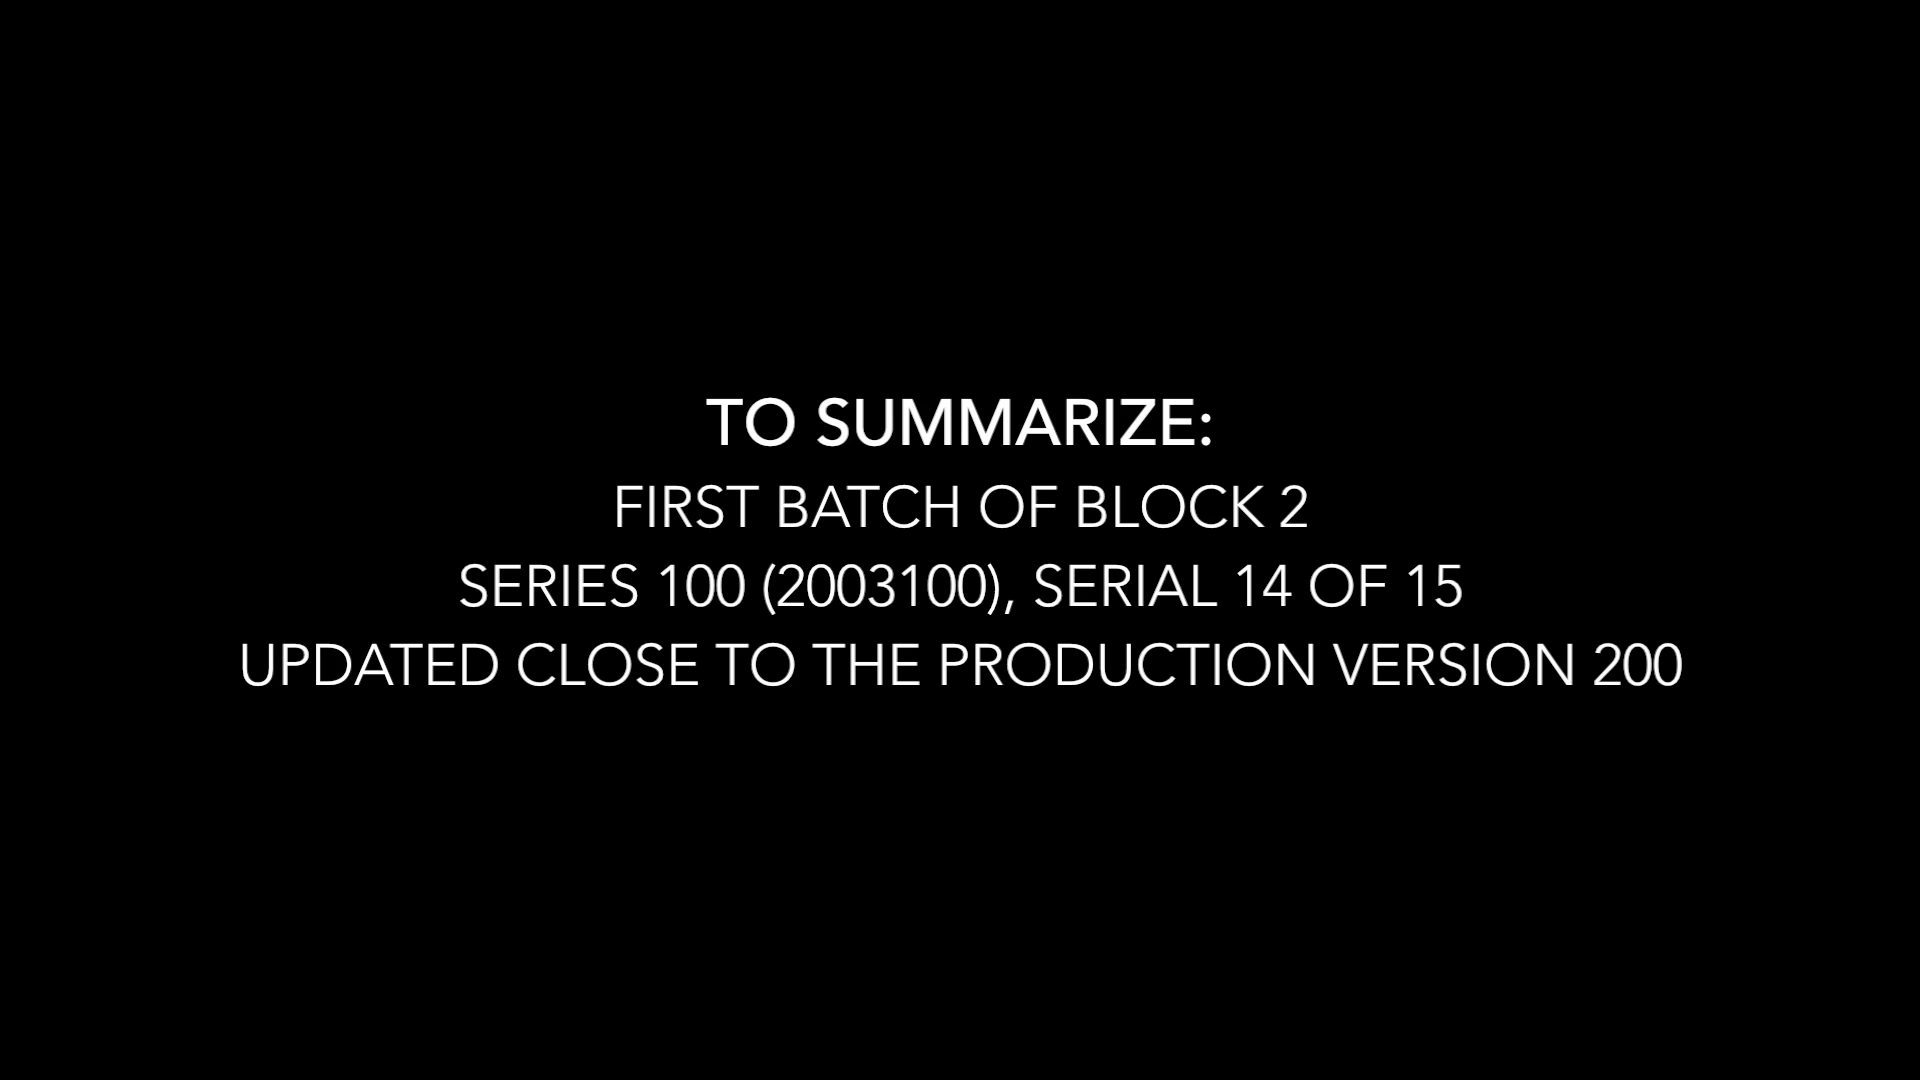 TO SUMMARIZE:
FIRST BATCH OF BLOCK 2
SERIES 100 (2003100), SERIAL 14 OF 15
UPDATED CLOSE TO THE PRODUCTION VERSION 200